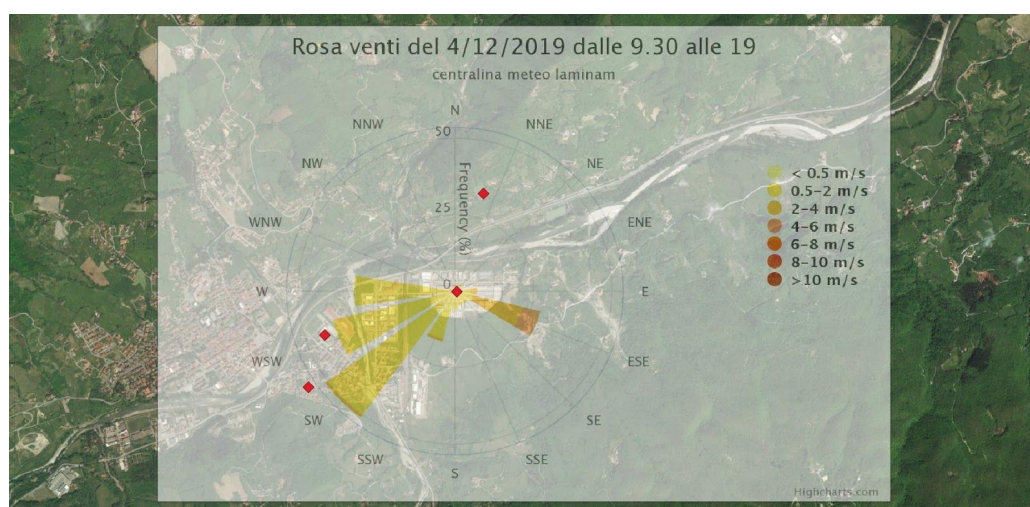 Rosa venti del 4/12/2019 dalle 9.30 alle 19
centralina meteo laminam
N
NNW
50
NNE
NW
Frequency (%)
NE
25
WNW
ENE
0
W
E
WSW
ESE
SW
SE
SSW
SSE
S
< 0.5 m/s
0.5–2 m/s
2–4 m/s
4–6 m/s
6–8 m/s
8–10 m/s
>10 m/s
Highcharts.com